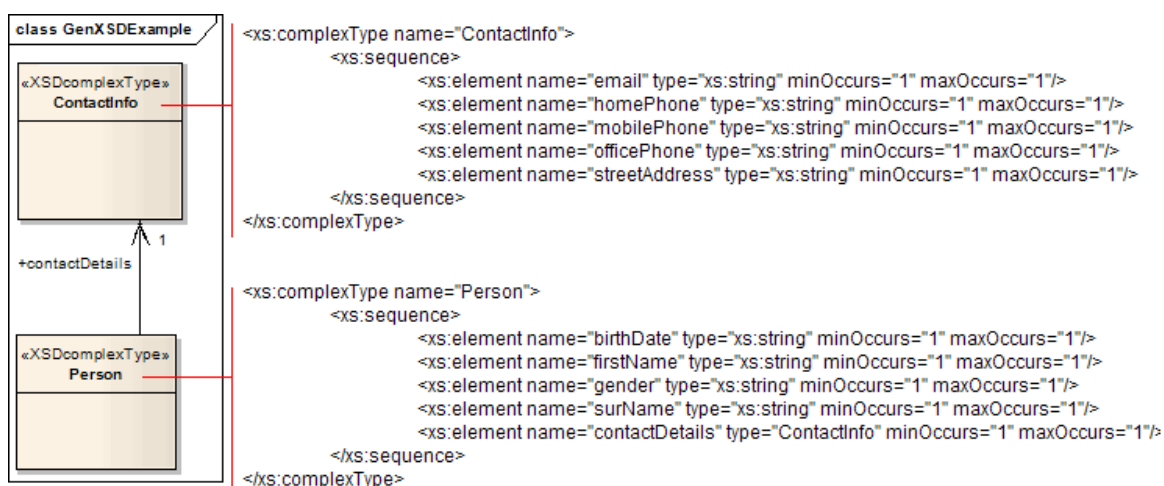 class GenXSDExample
«XSDcomplexType»
ContactInfo
1
+contactDetails
«XSDcomplexType»
Person
<xs:complexType name="ContactInfo">
<xs:sequence>
<xs:element name="email" type="xs:string" minOccurs="1" maxOccurs="1"/>
<xs:element name="homePhone" type="xs:string" minOccurs="1" maxOccurs="1"/>
<xs:element name="mobilePhone" type="xs:string" minOccurs="1" maxOccurs="1"/>
<xs:element name="officePhone" type="xs:string" minOccurs="1" maxOccurs="1"/>
<xs:element name="streetAddress" type="xs:string" minOccurs="1" maxOccurs="1"/>
</xs:sequence>
</xs:complexType>
<xs:complexType name="Person">
<xs:sequence>
<xs:element name="birthDate" type="xs:string" minOccurs="1" maxOccurs="1"/>
<xs:element name="firstName" type="xs:string" minOccurs="1" maxOccurs="1"/>
<xs:element name="gender" type="xs:string" minOccurs="1" maxOccurs="1"/>
<xs:element name="surName" type="xs:string" minOccurs="1" maxOccurs="1"/>
<xs:element name="contactDetails" type="ContactInfo" minOccurs="1" maxOccurs="1"/>
</xs:sequence>
</xs:complexType>